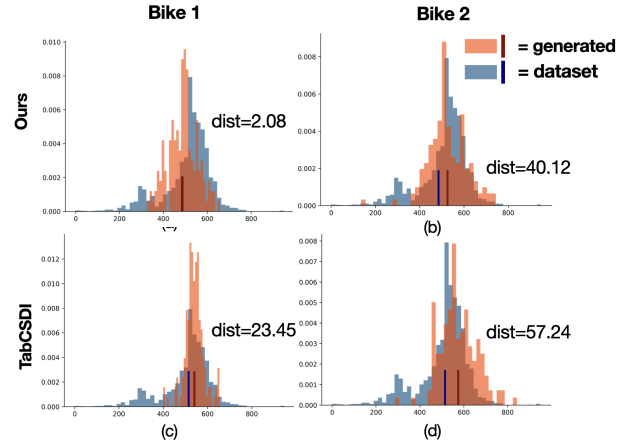 Bike 1
Bike 2
= generated
= dataset
Ours
0.010
0.008
0.006
0.004
0.002
0.000
dist=2.08
0 200 400 600 800
0.008
0.006
0.004
0.002
0.000
dist=40.12
0 200 400 600 800
(b)
TabCSDI
0.012
0.010
0.008
0.006
0.004
0.002
0.000
dist=23.45
0 200 400 600 800
(c)
0.008
0.007
0.006
0.005
0.004
0.003
0.002
0.001
0.000
dist=57.24
0 200 400 600 800
(d)